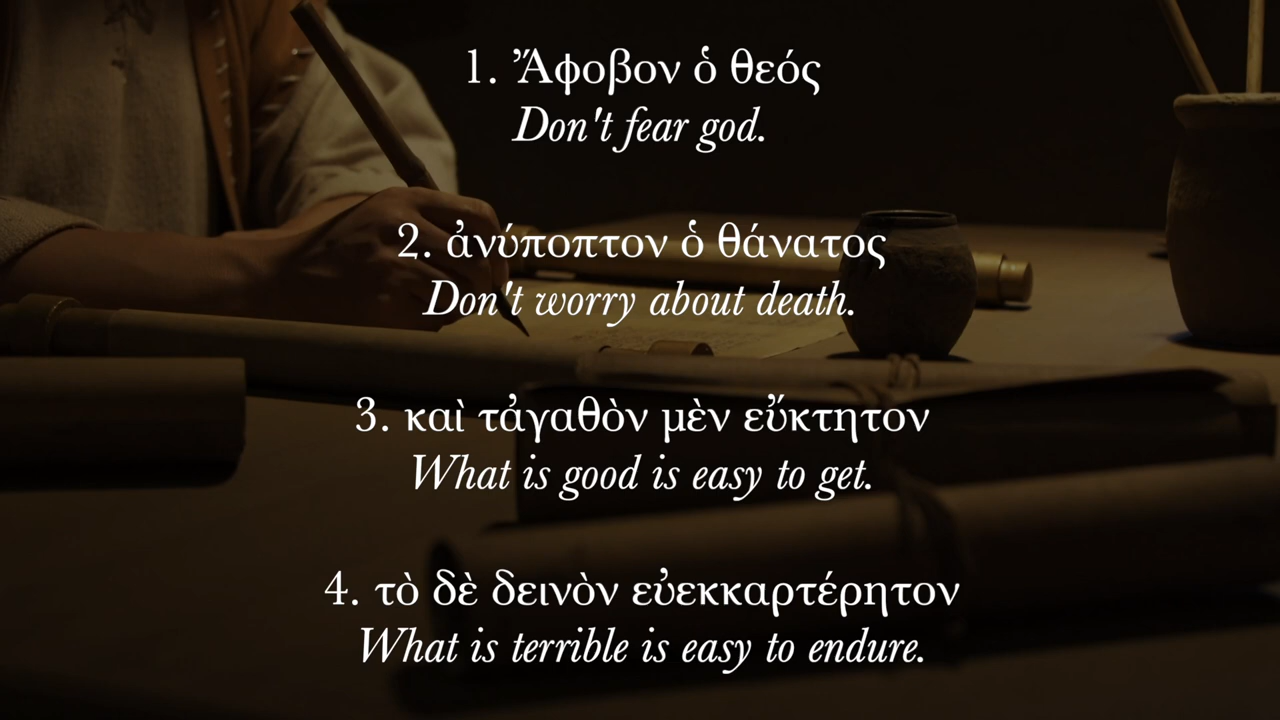 1. Ἄφοβον ὁ θεός
Don't fear god.
2. ἀνύποπτον ὁ θάνατος
Don't worry about death.
3. καὶ τἀγαθὸν μὲν εὔκτητον
What is good is easy to get.
4. τὸ δὲ δεινὸν εὐεκκαρτέρητον
What is terrible is easy to endure.